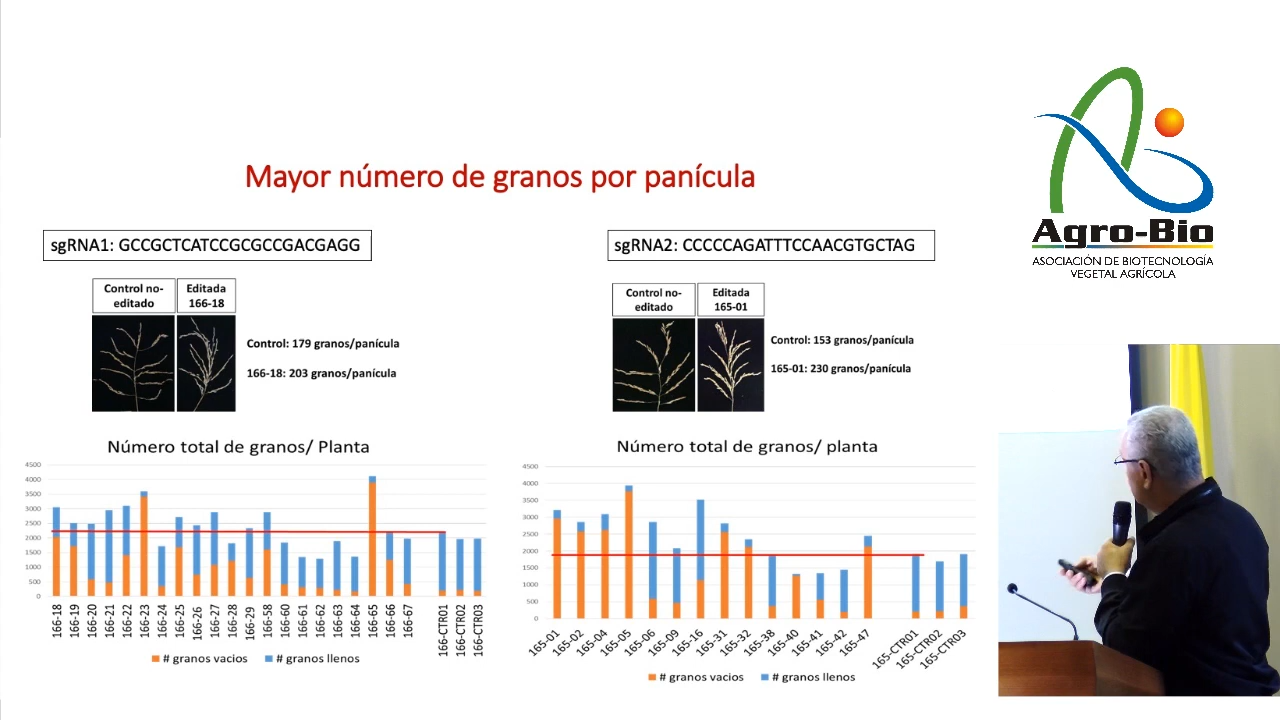 Mayor número de granos por panícula
sgRNA1: GCCGCTCATCCGCGCCGACGAGG
Control no-
editado
Editada
166-18
Control: 179 granos/panícula
166-18: 203 granos/panícula
Número total de granos/ Planta
4500
4000
3500
3000
2500
2000
1500
1000
500
0
166-18
166-19
166-20
166-21
166-22
166-23
166-24
166-25
166-26
166-27
166-28
166-29
166-58
166-60
166-61
166-62
166-63
166-64
166-65
166-66
166-67
166-CTR01
166-CTR02
166-CTR03
# granos vacios
# granos llenos
sgRNA2: CCCCCAGATTTCCAACGTGCTAG
Control no-
editado
Editada
165-01
Control: 153 granos/panícula
165-01: 230 granos/panícula
Número total de granos/ planta
4500
4000
3500
3000
2500
2000
1500
1000
500
0
165-01
165-02
165-04
165-05
165-06
165-09
165-16
165-31
165-32
165-38
165-40
165-41
165-42
165-47
165-CTR01
165-CTR02
165-CTR03
# granos vacios
# granos llenos
Agro-Bio
ASOCIACIÓN DE BIOTECNOLOGÍA
VEGETAL AGRÍCOLA